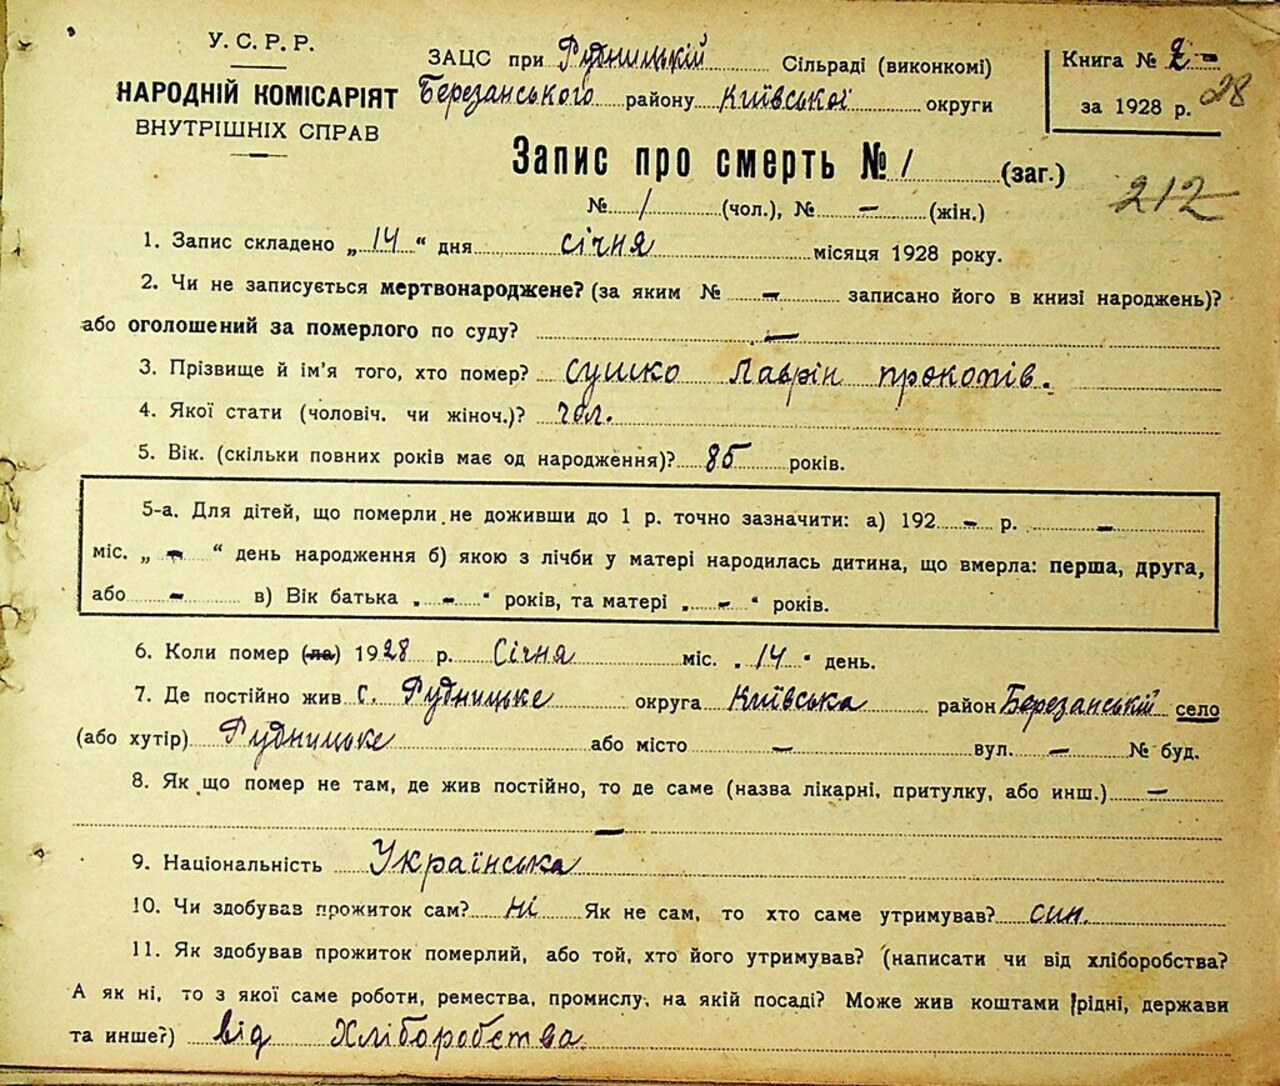 У. С. Р. Р.
НАРОДНІЙ КОМІСАРІЯТ
ВНУТРІШНІХ СПРАВ
ЗАЦС при Рудницькій Сільраді (виконкомі)
Березанського району Київської округи
Книга № 2 -
за 1928 р.
28
Запис про смерть № 1 (заг.)
212
№ 1 (чол.), № — (жін.)
1. Запис складено „ 14 “ дня січня місяця 1928 року.
2. Чи не записується мертвонароджене? (за яким № — записано його в книзі народжень)?
або оголошений за померлого по суду? —
3. Прізвище й ім'я того, хто помер? Сушко Лаврін Прокопів.
4. Якої стати (чоловіч. чи жіноч.)? чол.
5. Вік. (скільки повних років має од народження)? 85 років.
5-а. Для дітей, що померли не доживши до 1 р. точно зазначити: а) 192 - р. -
міс. „ - “ день народження б) якою з лічби у матері народилась дитина, що вмерла: перша, друга,
або - в) Вік батька „ - “ років, та матері „ - “ років.
6. Коли помер (ла) 1928 р. Січня міс. „ 14 “ день.
7. Де постійно жив с. Рудницьке округа Київська район Березанській село
(або хутір) Рудницьке або місто — вул. — № буд.
8. Як що помер не там, де жив постійно, то де саме (назва лікарні, притулку, або инш.) —
—
9. Національність Українська
10. Чи здобував прожиток сам? ні Як не сам, то хто саме утримував? син.
11. Як здобував прожиток померлий, або той, хто його утримував? (написати чи від хліборобства?
А як ні, то з якої саме роботи, ремества, промислу, на якій посаді? Може жив коштами рідні, держави
та инше?) від Хліборобства